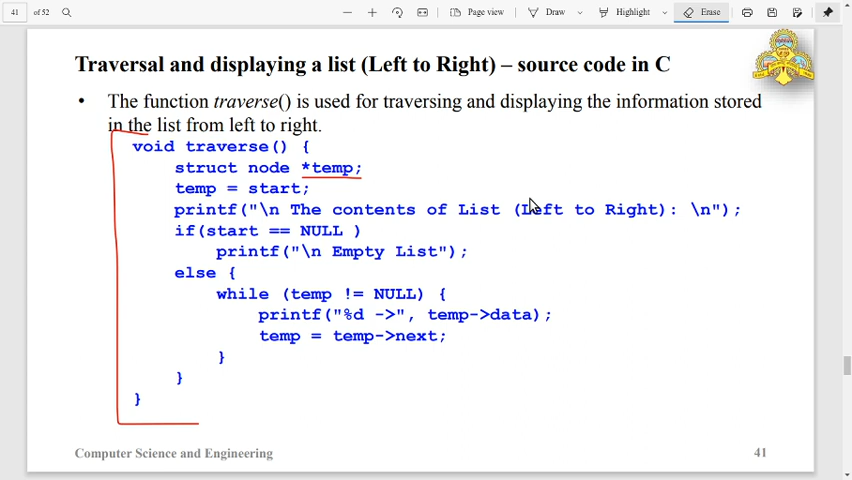 41 of 52 Page view Draw Highlight Erase
Traversal and displaying a list (Left to Right) – source code in C
• The function traverse() is used for traversing and displaying the information stored
in the list from left to right.
void traverse() {
struct node *temp;
temp = start;
printf("\n The contents of List (Left to Right): \n");
if(start == NULL )
printf("\n Empty List");
else {
while (temp != NULL) {
printf("%d ->", temp->data);
temp = temp->next;
}
}
}
Computer Science and Engineering 41